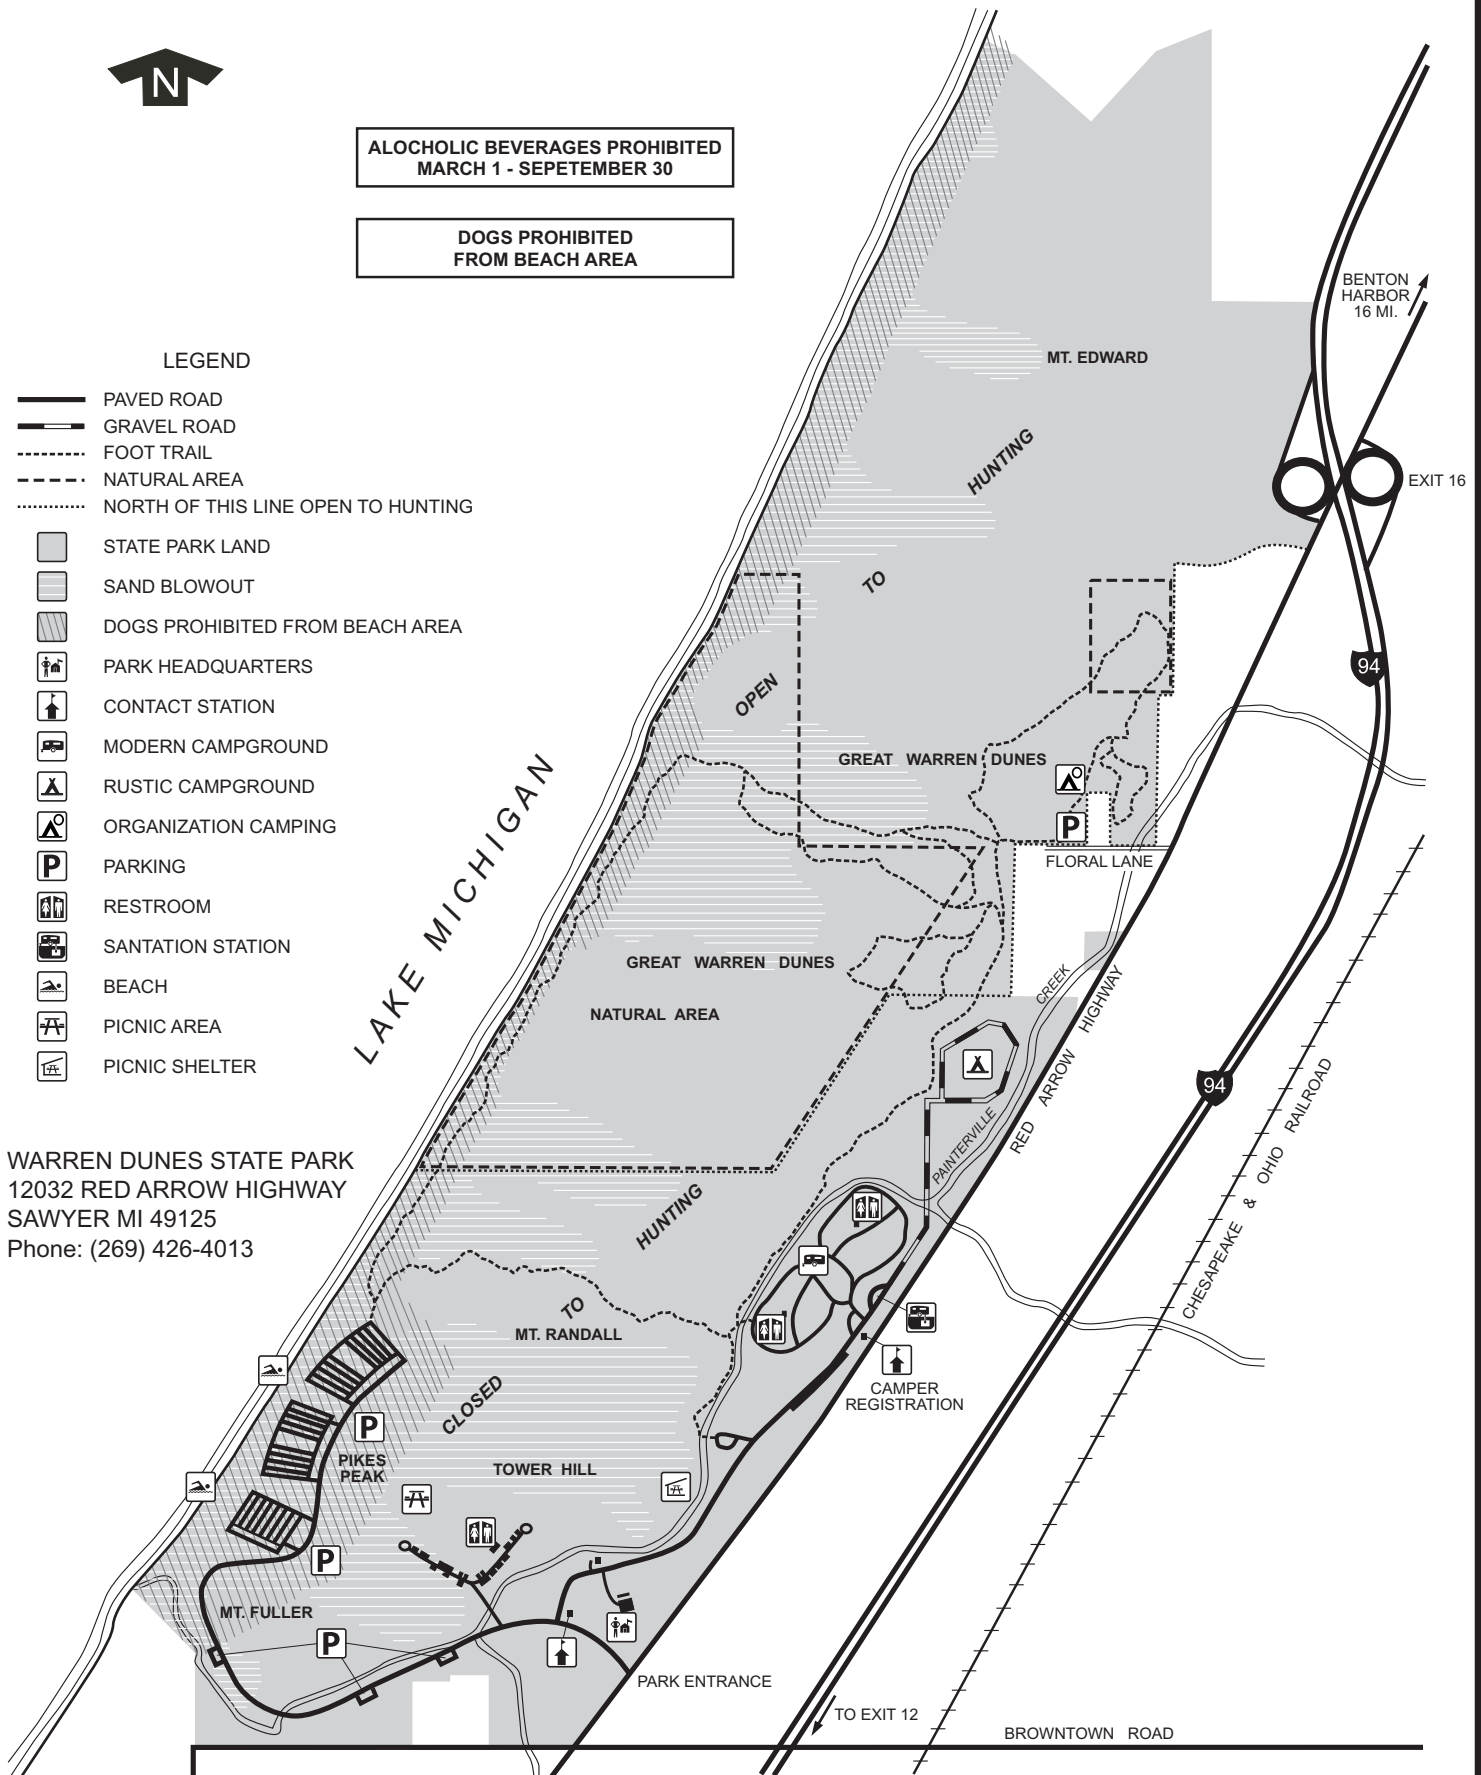 N
ALOCHOLIC BEVERAGES PROHIBITED
MARCH 1 - SEPETEMBER 30
DOGS PROHIBITED
FROM BEACH AREA
BENTON
HARBOR
16 MI.
LEGEND
PAVED ROAD
GRAVEL ROAD
FOOT TRAIL
NATURAL AREA
NORTH OF THIS LINE OPEN TO HUNTING
STATE PARK LAND
SAND BLOWOUT
DOGS PROHIBITED FROM BEACH AREA
PARK HEADQUARTERS
CONTACT STATION
MODERN CAMPGROUND
RUSTIC CAMPGROUND
ORGANIZATION CAMPING
P PARKING
RESTROOM
SANTATION STATION
BEACH
PICNIC AREA
PICNIC SHELTER
WARREN DUNES STATE PARK
12032 RED ARROW HIGHWAY
SAWYER MI 49125
Phone: (269) 426-4013
MT. EDWARD
HUNTING
TO
OPEN
EXIT 16
94
LAKE MICHIGAN
GREAT WARREN DUNES
P
FLORAL LANE
GREAT WARREN DUNES
NATURAL AREA
CREEK
PAINTERVILLE
RED ARROW HIGHWAY
94
CHESAPEAKE & OHIO RAILROAD
HUNTING
TO
CLOSED
MT. RANDALL
CAMPER
REGISTRATION
P
PIKES
PEAK
TOWER HILL
P
MT. FULLER
P
PARK ENTRANCE
TO EXIT 12
BROWNTOWN ROAD